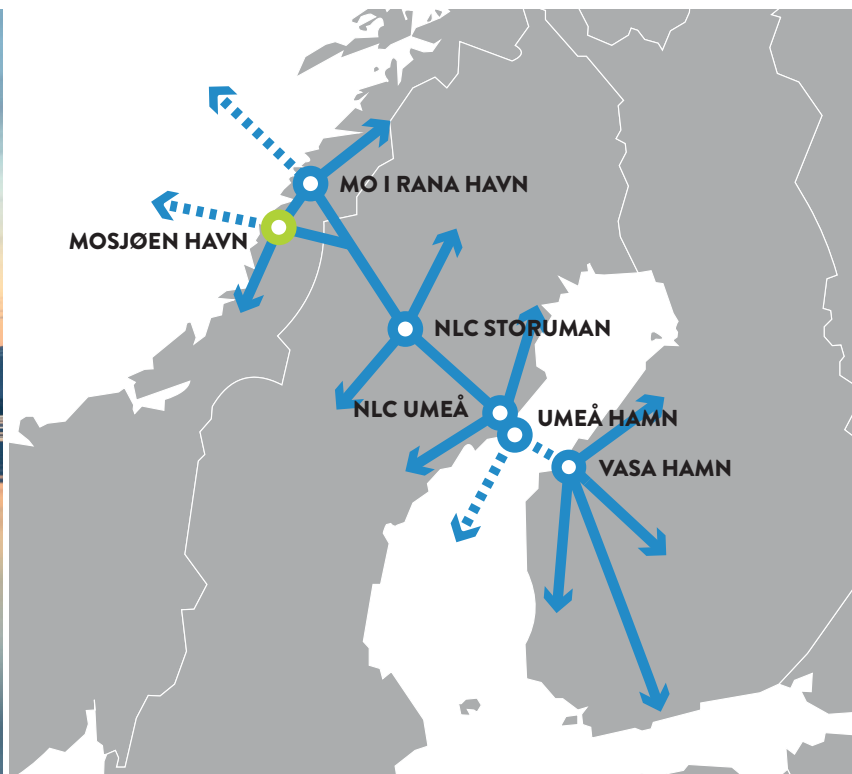 MO I RANA HAVN
MOSJØEN HAVN
NLC STORUMAN
NLC UMEÅ
UMEÅ HAMN
VASA HAMN